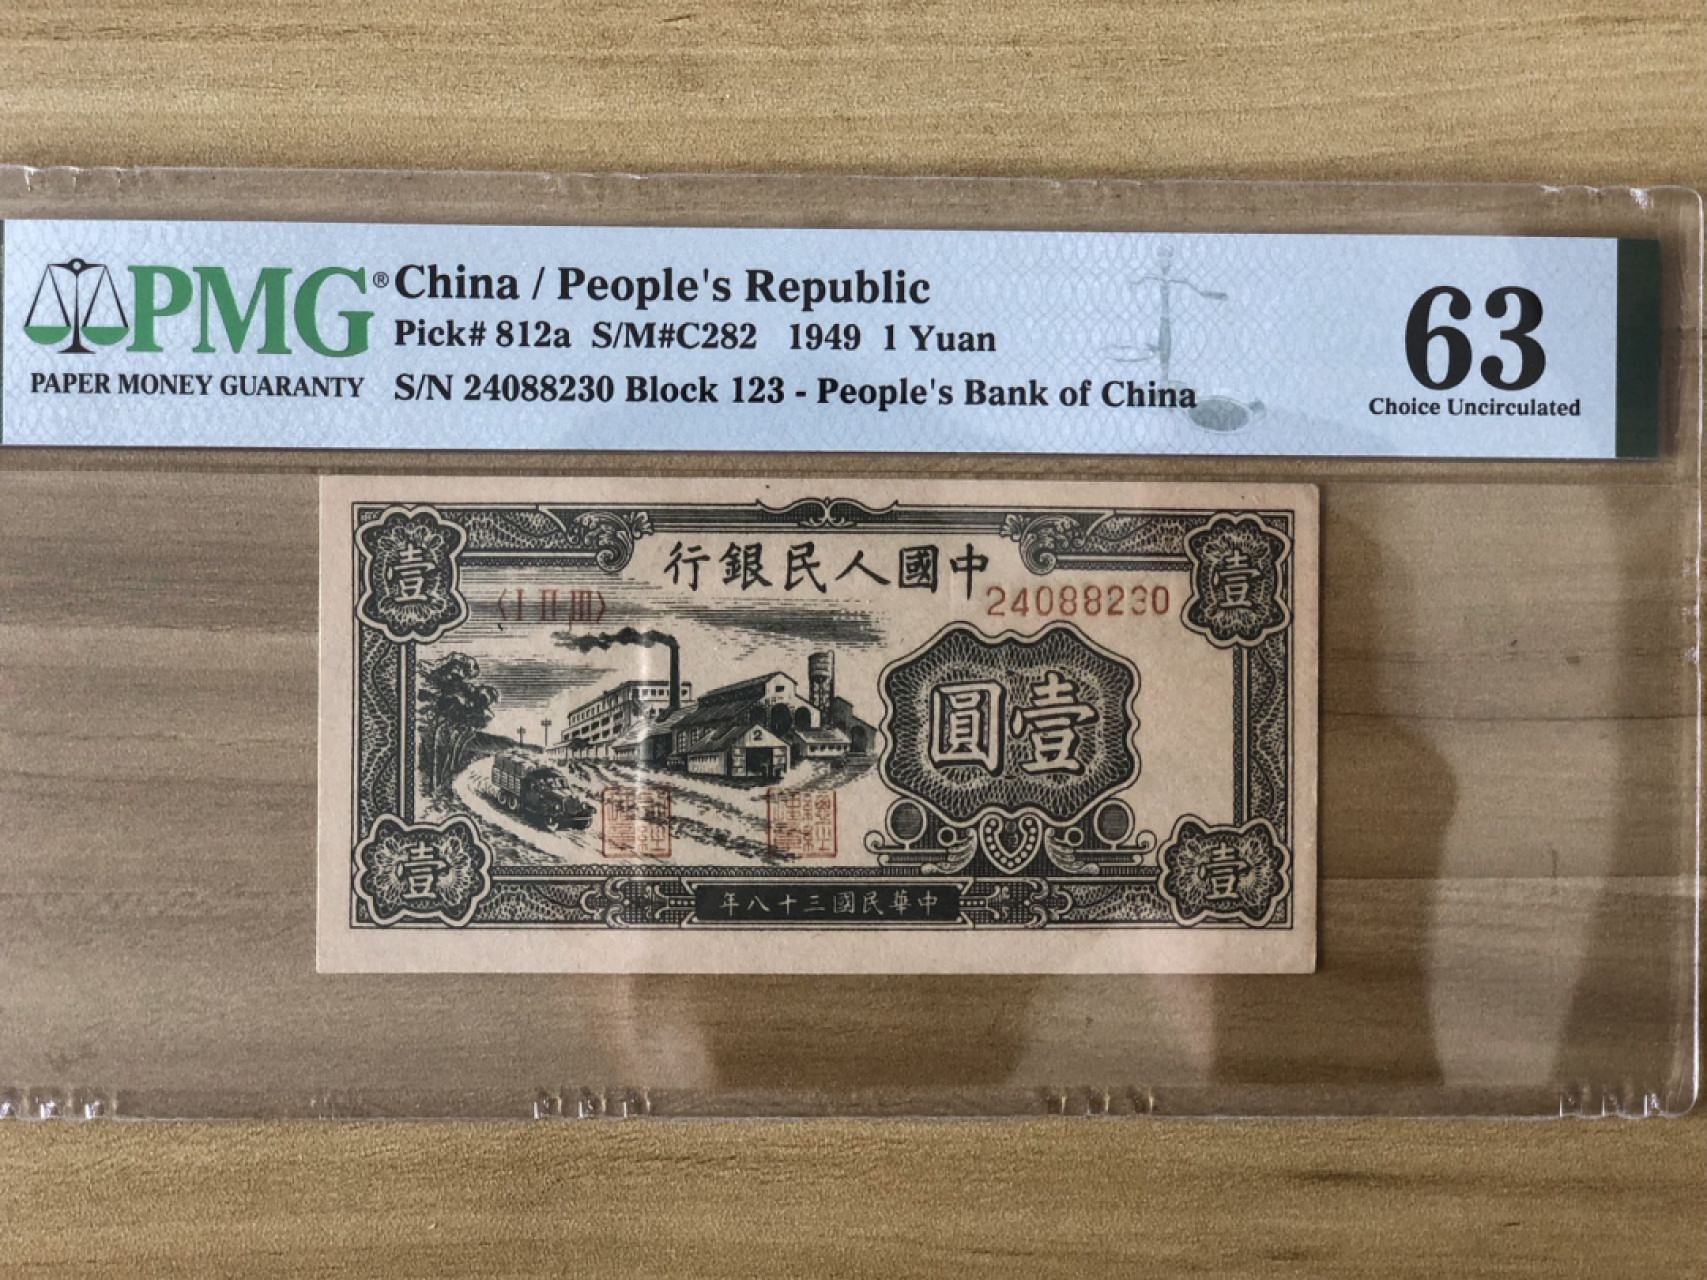 PMG®
PAPER MONEY GUARANTY
China / People's Republic
Pick# 812a S/M#C282 1949 1 Yuan
S/N 24088230 Block 123 - People's Bank of China
63
Choice Uncirculated
壹
行銀民人國中
壹
〈I II III〉
24088230
圓壹
2
壹
年八十三國民華中
壹